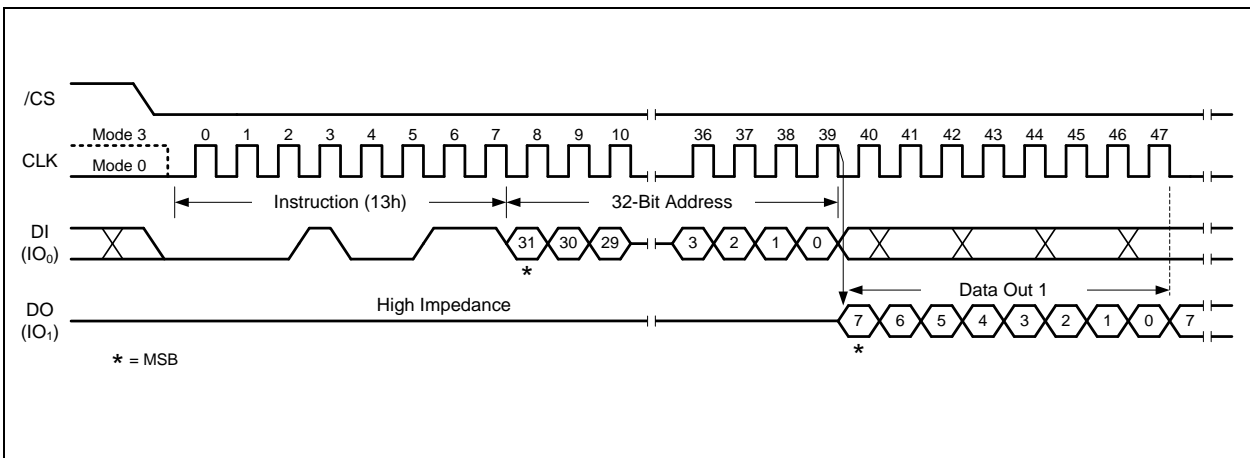 /CS
Mode 3
CLK
Mode 0
0 1 2 3 4 5 6 7 8 9 10 36 37 38 39 40 41 42 43 44 45 46 47
Instruction (13h) 32-Bit Address
DI
(IO₀)
31 30 29 3 2 1 0
*
Data Out 1
High Impedance
DO
(IO₁)
7 6 5 4 3 2 1 0 7
*
* = MSB